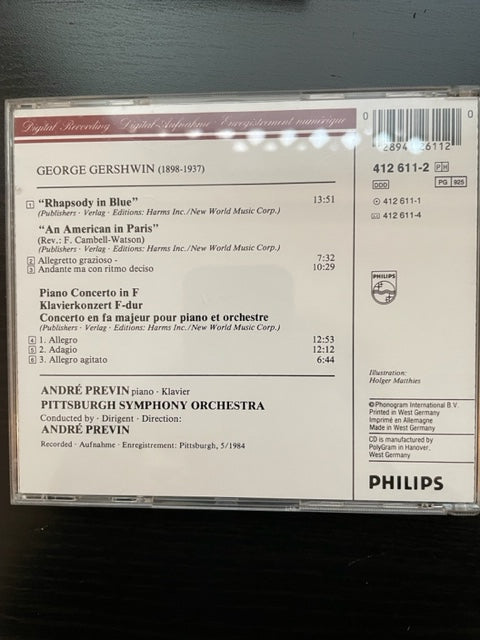 Digital Recording · Digital-Aufnahme · Enregistrement numérique
GEORGE GERSHWIN (1898-1937)
1 "Rhapsody in Blue" 13:51
(Publishers · Verlag · Editions: Harms Inc./New World Music Corp.)
"An American in Paris"
(Rev.: F. Cambell-Watson)
(Publishers · Verlag · Editions: Harms Inc./New World Music Corp.)
2 Allegretto grazioso - 7:32
3 Andante ma con ritmo deciso 10:29
Piano Concerto in F
Klavierkonzert F-dur
Concerto en fa majeur pour piano et orchestre
(Publishers · Verlag · Editions: Harms Inc./New World Music Corp.)
4 1. Allegro 12:53
5 2. Adagio 12:12
6 3. Allegro agitato 6:44
ANDRÉ PREVIN piano · Klavier
PITTSBURGH SYMPHONY ORCHESTRA
Conducted by · Dirigent · Direction:
ANDRÉ PREVIN
Recorded · Aufnahme · Enregistrement: Pittsburg, 5/1984
0 0
26112
412 611-2 P H
DDD PG 925
412 611-1
412 611-4
PHILIPS
Illustration:
Holger Matthies
℗ Phonogram International B.V.
Printed in West Germany
Imprimé en Allemagne
Made in West Germany
CD is manufactured by
PolyGram in Hanover,
West Germany
PHILIPS